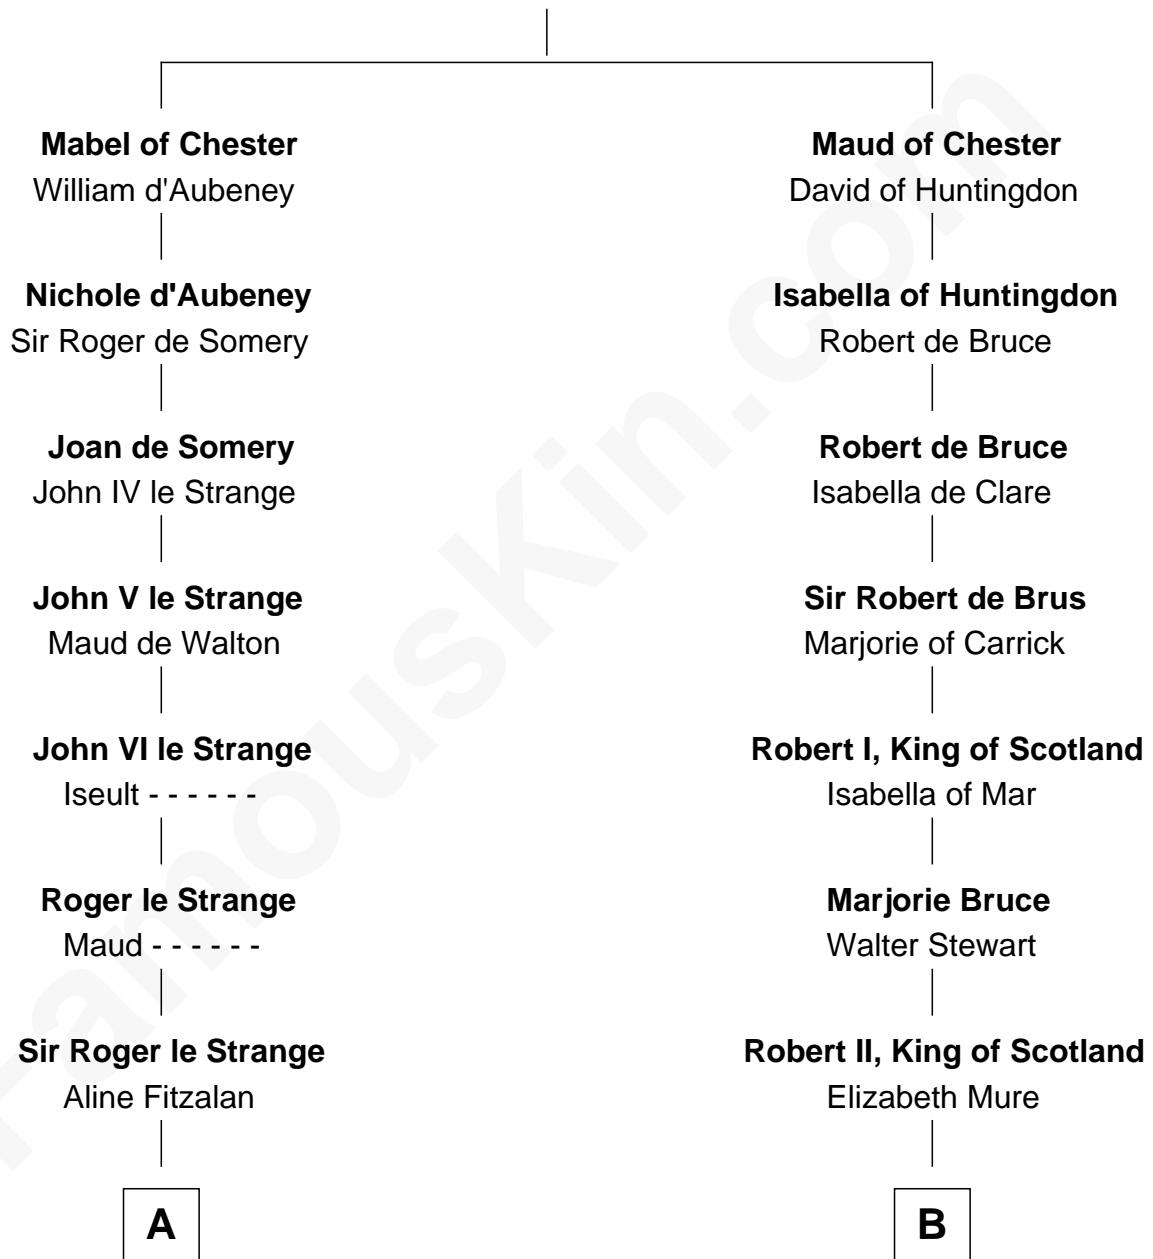 Mabel of Chester
William d'Aubeney
Nichole d'Aubeney
Sir Roger de Somery
Joan de Somery
John IV le Strange
John V le Strange
Maud de Walton
John VI le Strange
Iseult - - - - - -
Roger le Strange
Maud - - - - - -
Sir Roger le Strange
Aline Fitzalan
A
Maud of Chester
David of Huntingdon
Isabella of Huntingdon
Robert de Bruce
Robert de Bruce
Isabella de Clare
Sir Robert de Brus
Marjorie of Carrick
Robert I, King of Scotland
Isabella of Mar
Marjorie Bruce
Walter Stewart
Robert II, King of Scotland
Elizabeth Mure
B
FamousKin.com